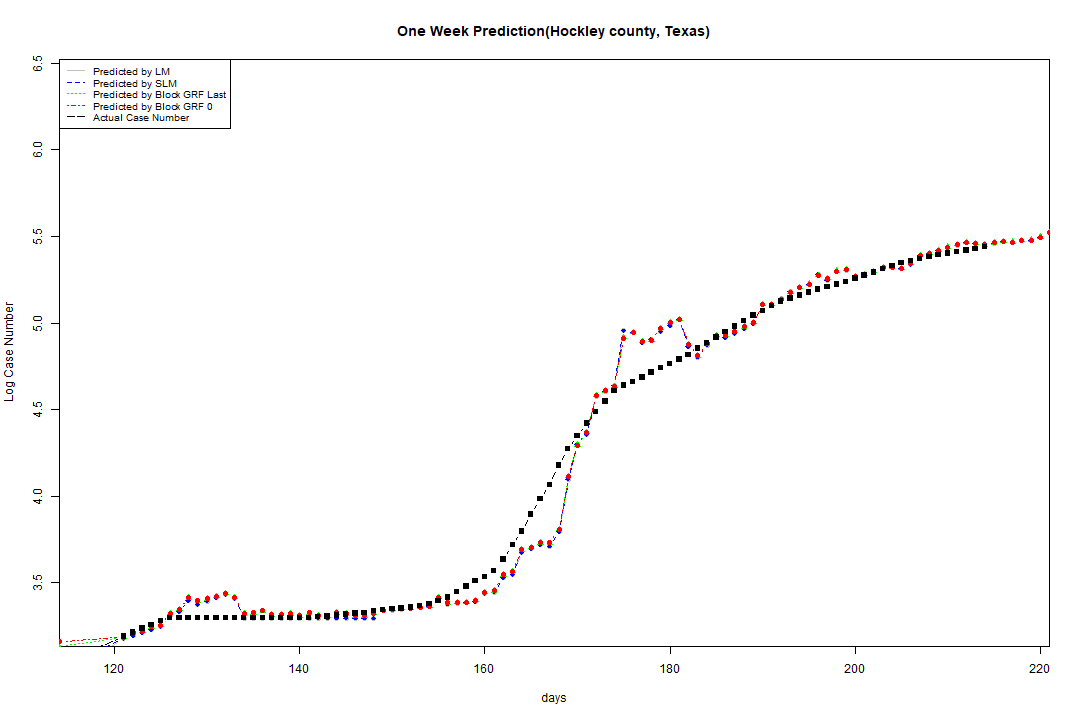 One Week Prediction(Hockley county, Texas)
Predicted by LM
Predicted by SLM
Predicted by Block GRF Last
Predicted by Block GRF 0
Actual Case Number
6.5
6.0
5.5
5.0
4.5
4.0
3.5
Log Case Number
120 140 160 180 200 220
days